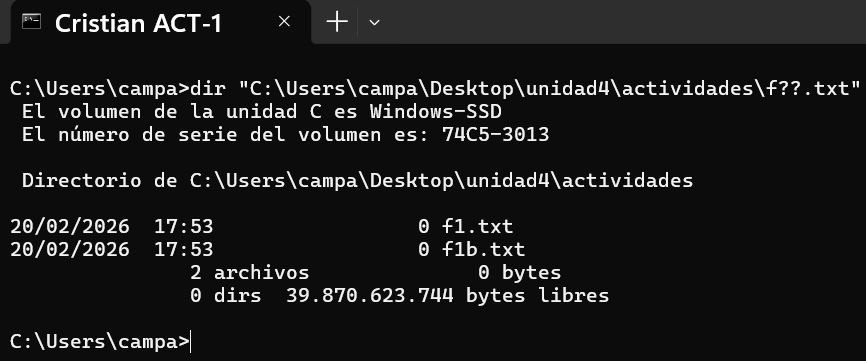 Cristian ACT-1
C:\Users\campa>dir "C:\Users\campa\Desktop\unidad4\actividades\f??.txt"
El volumen de la unidad C es Windows-SSD
El número de serie del volumen es: 74C5-3013
Directorio de C:\Users\campa\Desktop\unidad4\actividades
20/02/2026  17:53                 0 f1.txt
20/02/2026  17:53                 0 f1b.txt
2 archivos              0 bytes
0 dirs  39.870.623.744 bytes libres
C:\Users\campa>